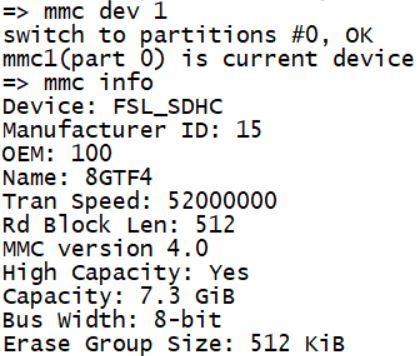 => mmc dev 1
switch to partitions #0, OK
mmc1(part 0) is current device
=> mmc info
Device: FSL_SDHC
Manufacturer ID: 15
OEM: 100
Name: 8GTF4
Tran Speed: 52000000
Rd Block Len: 512
MMC version 4.0
High Capacity: Yes
Capacity: 7.3 GiB
Bus Width: 8-bit
Erase Group Size: 512 KiB